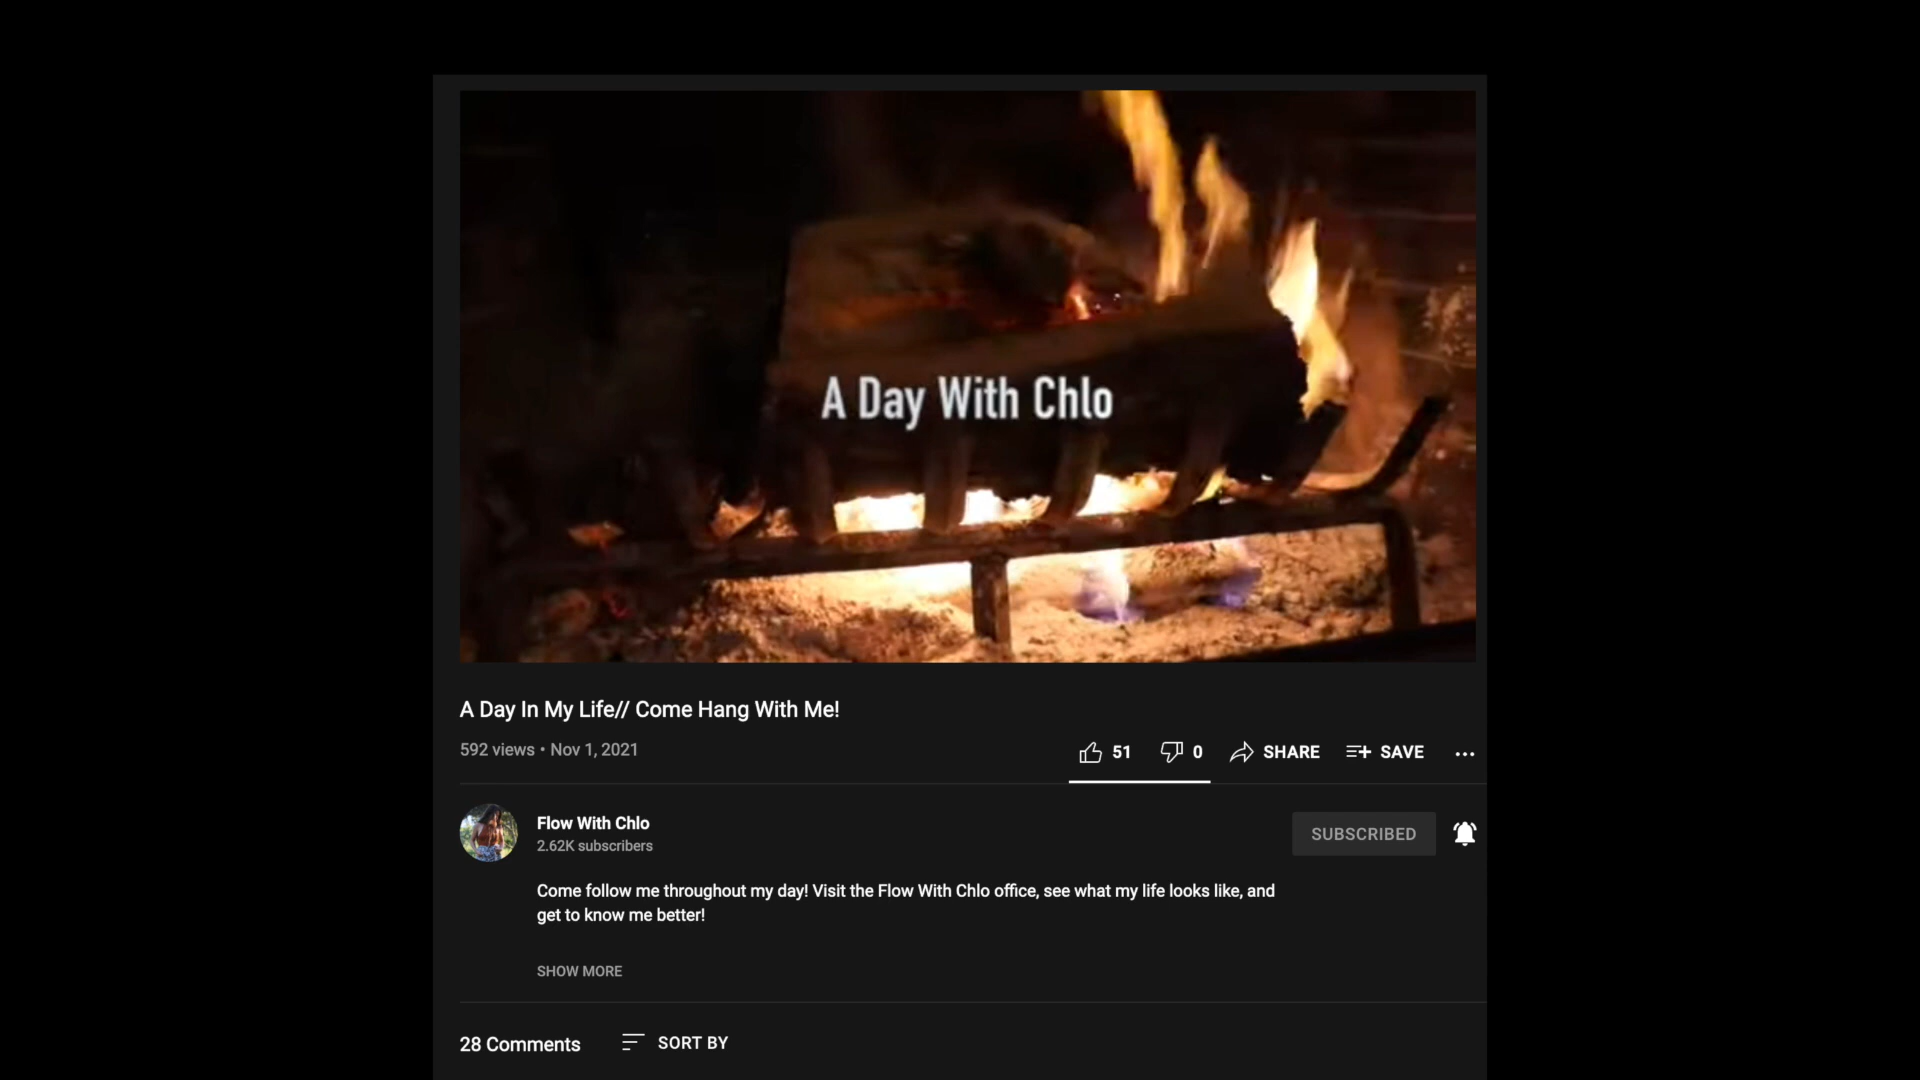 A Day With Chlo
A Day In My Life// Come Hang With Me!
592 views • Nov 1, 2021
51
0
SHARE
SAVE
Flow With Chlo
2.62K subscribers
SUBSCRIBED
Come follow me throughout my day! Visit the Flow With Chlo office, see what my life looks like, and
get to know me better!
SHOW MORE
28 Comments
SORT BY